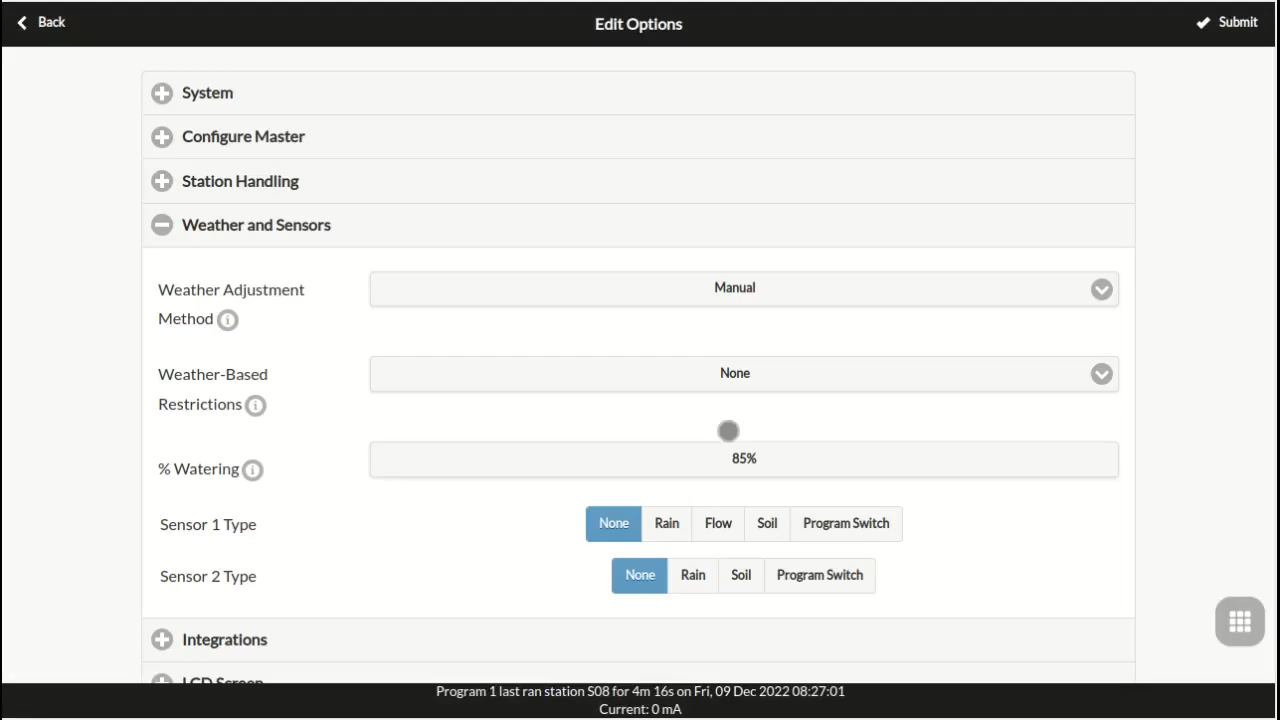 Back
Edit Options
Submit
System
Configure Master
Station Handling
Weather and Sensors
Weather Adjustment
Method
Manual
Weather-Based
Restrictions
None
% Watering
85%
Sensor 1 Type
None Rain Flow Soil Program Switch
Sensor 2 Type
None Rain Soil Program Switch
Integrations
LCD Screen
Program 1 last ran station S08 for 4m 16s on Fri, 09 Dec 2022 08:27:01
Current: 0 mA